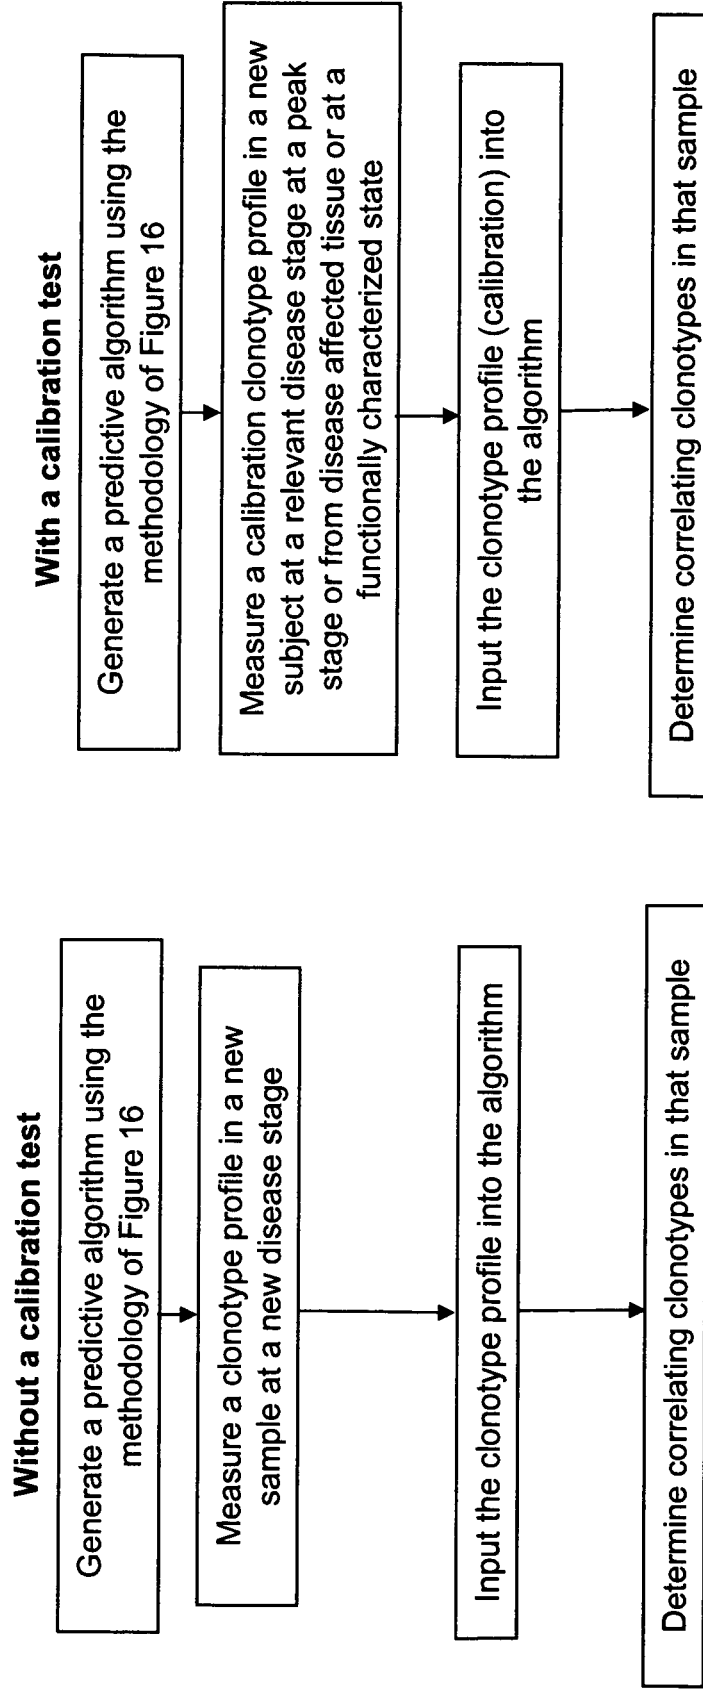 Without a calibration test
Generate a predictive algorithm using the
methodology of Figure 16
Measure a clonotype profile in a new
sample at a new disease stage
Input the clonotype profile into the algorithm
Determine correlating clonotypes in that sample
With a calibration test
Generate a predictive algorithm using the
methodology of Figure 16
Measure a calibration clonotype profile in a new
subject at a relevant disease stage at a peak
stage or from disease affected tissue or at a
functionally characterized state
Input the clonotype profile (calibration) into
the algorithm
Determine correlating clonotypes in that sample